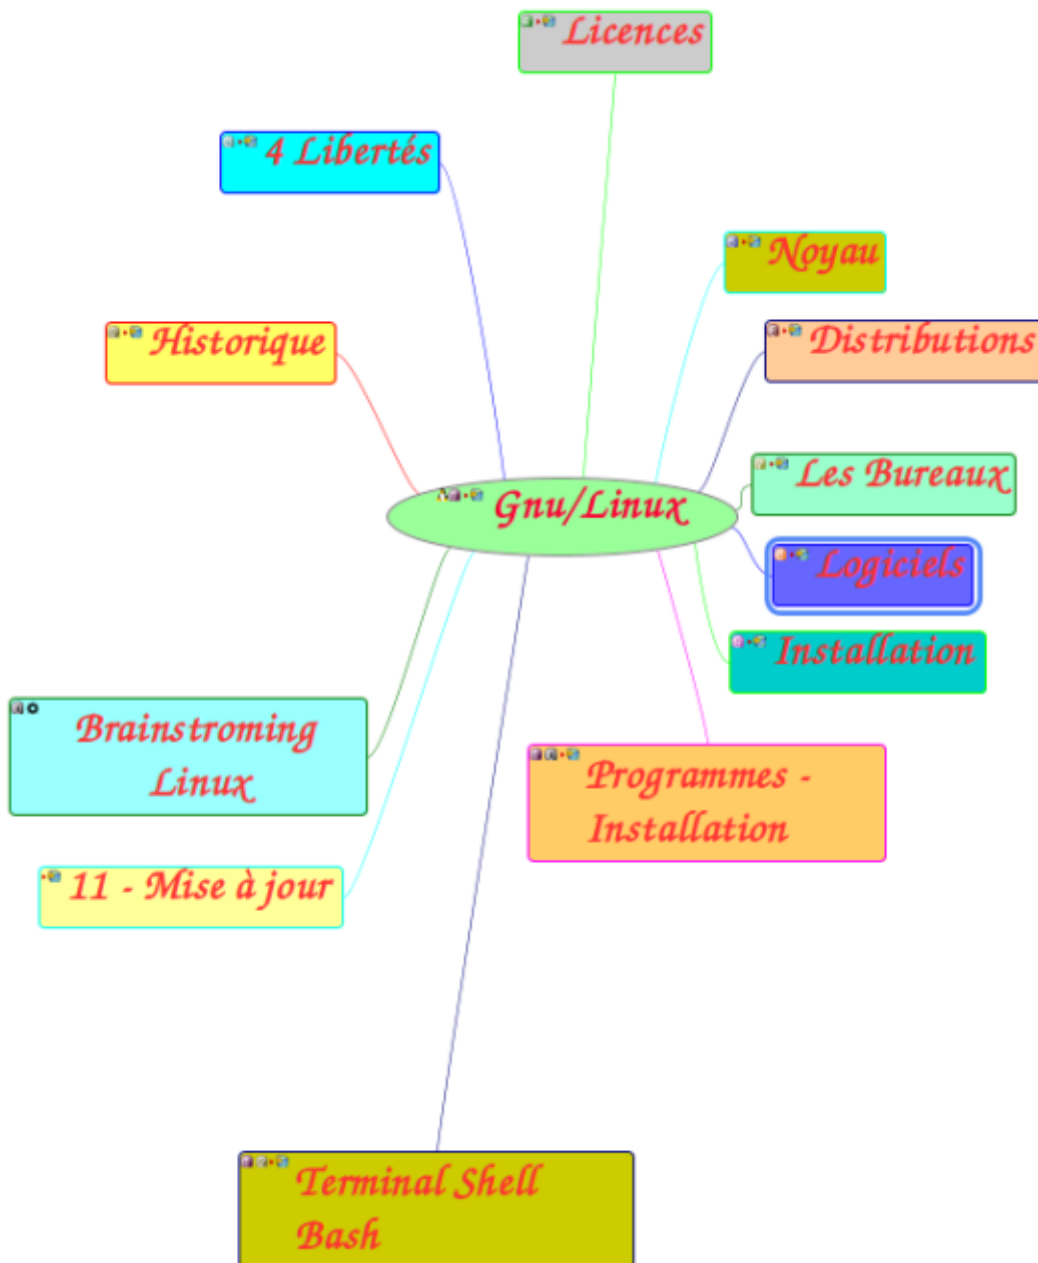 Licences
4 Libertés
Noyau
Historique
Distributions
Les Bureaux
Gnu/Linux
Logiciels
Installation
Brainstroming
Linux
Programmes -
Installation
11 - Mise à jour
Terminal Shell
Bash